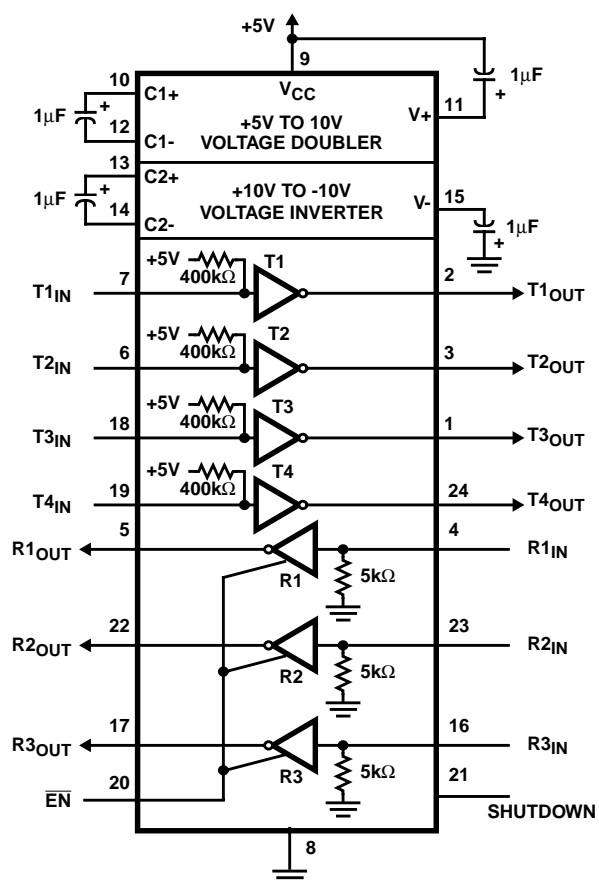 +5V
9
10
C1+
VCC
1μF
+
1μF
+
V+
11
12
C1-
+5V TO 10V
VOLTAGE DOUBLER
13
C2+
1μF
+
+10V TO -10V
VOLTAGE INVERTER
V-
15
14
C2-
+
1μF
+5V
400kΩ
T1
T1IN
7
2
T1OUT
+5V
400kΩ
T2
T2IN
6
3
T2OUT
+5V
400kΩ
T3
T3IN
18
1
T3OUT
+5V
400kΩ
T4
T4IN
19
24
T4OUT
R1OUT
5
4
R1IN
R1
5kΩ
R2OUT
22
23
R2IN
R2
5kΩ
R3OUT
17
16
R3IN
R3
5kΩ
EN
20
21
SHUTDOWN
8